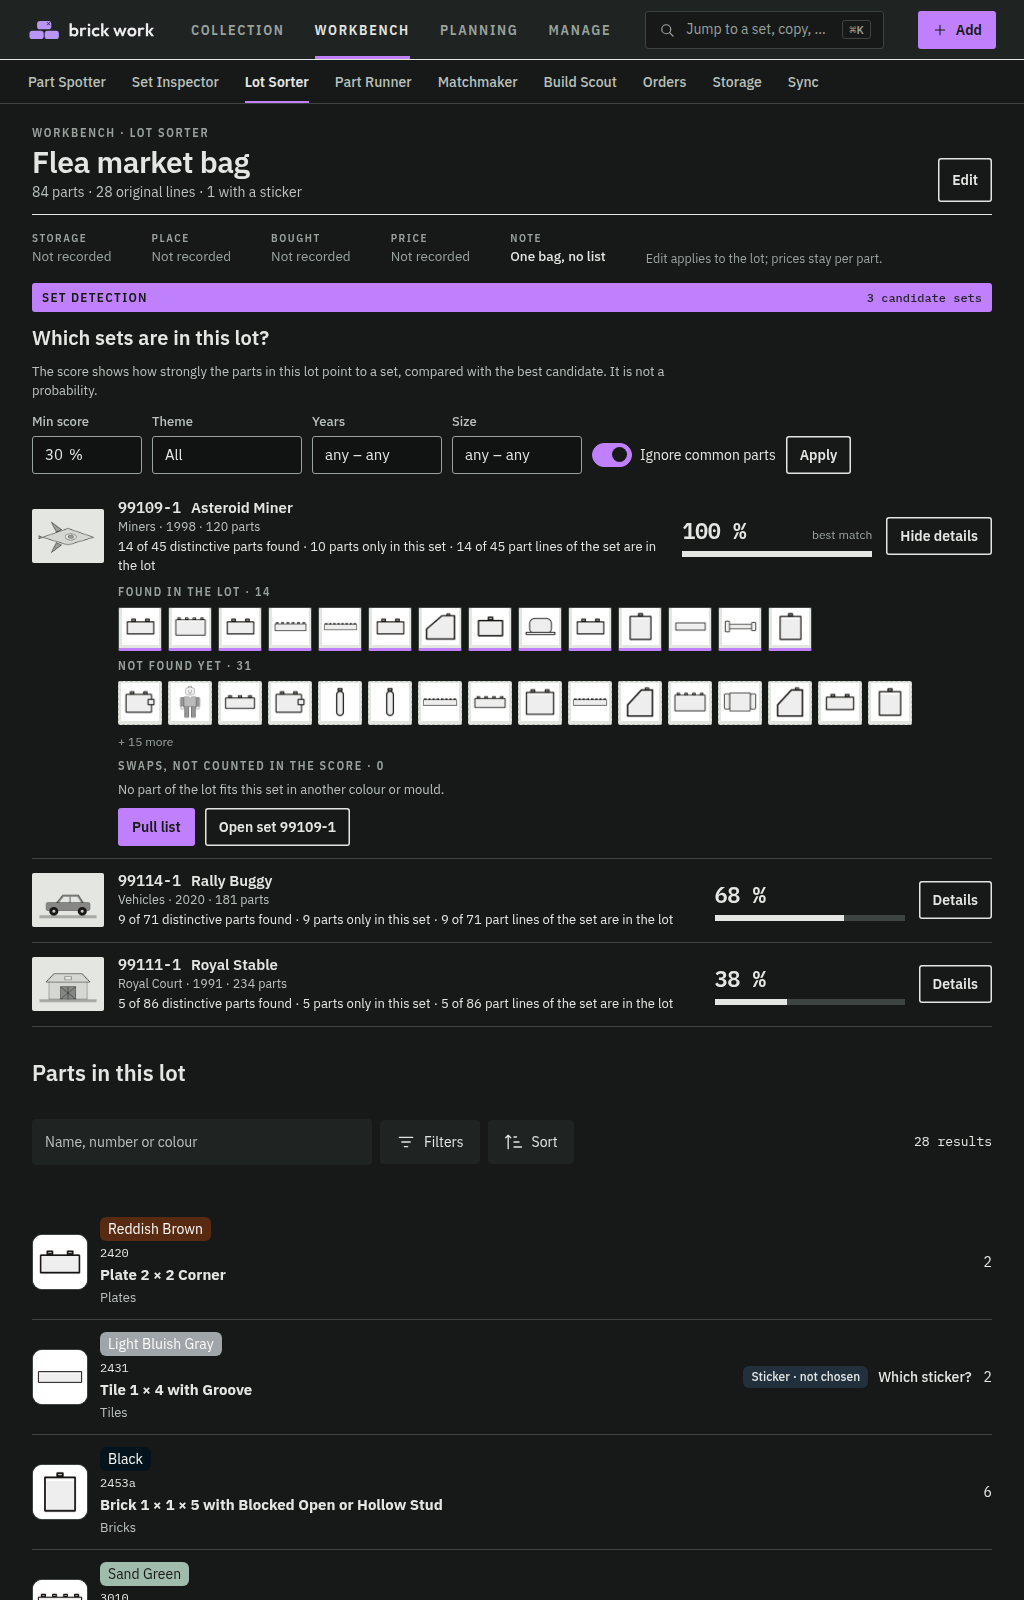 brick work
COLLECTION
WORKBENCH
PLANNING
MANAGE
Jump to a set, copy, ...
⌘K
+ Add
Part Spotter
Set Inspector
Lot Sorter
Part Runner
Matchmaker
Build Scout
Orders
Storage
Sync
WORKBENCH · LOT SORTER
Flea market bag
84 parts · 28 original lines · 1 with a sticker
Edit
STORAGE
Not recorded
PLACE
Not recorded
BOUGHT
Not recorded
PRICE
Not recorded
NOTE
One bag, no list
Edit applies to the lot; prices stay per part.
SET DETECTION
3 candidate sets
Which sets are in this lot?
The score shows how strongly the parts in this lot point to a set, compared with the best candidate. It is not a
probability.
Min score
30 %
Theme
All
Years
any – any
Size
any – any
Ignore common parts
Apply
99109-1 Asteroid Miner
Miners · 1998 · 120 parts
14 of 45 distinctive parts found · 10 parts only in this set · 14 of 45 part lines of the set are in
the lot
100 %
best match
Hide details
FOUND IN THE LOT · 14
NOT FOUND YET · 31
+ 15 more
SWAPS, NOT COUNTED IN THE SCORE · 0
No part of the lot fits this set in another colour or mould.
Pull list
Open set 99109-1
99114-1 Rally Buggy
Vehicles · 2020 · 181 parts
9 of 71 distinctive parts found · 9 parts only in this set · 9 of 71 part lines of the set are in the lot
68 %
Details
99111-1 Royal Stable
Royal Court · 1991 · 234 parts
5 of 86 distinctive parts found · 5 parts only in this set · 5 of 86 part lines of the set are in the lot
38 %
Details
Parts in this lot
Name, number or colour
Filters
Sort
28 results
Reddish Brown
2420
Plate 2 × 2 Corner
Plates
2
Light Bluish Gray
2431
Tile 1 × 4 with Groove
Tiles
Sticker · not chosen
Which sticker?
2
Black
2453a
Brick 1 × 1 × 5 with Blocked Open or Hollow Stud
Bricks
6
Sand Green
3010